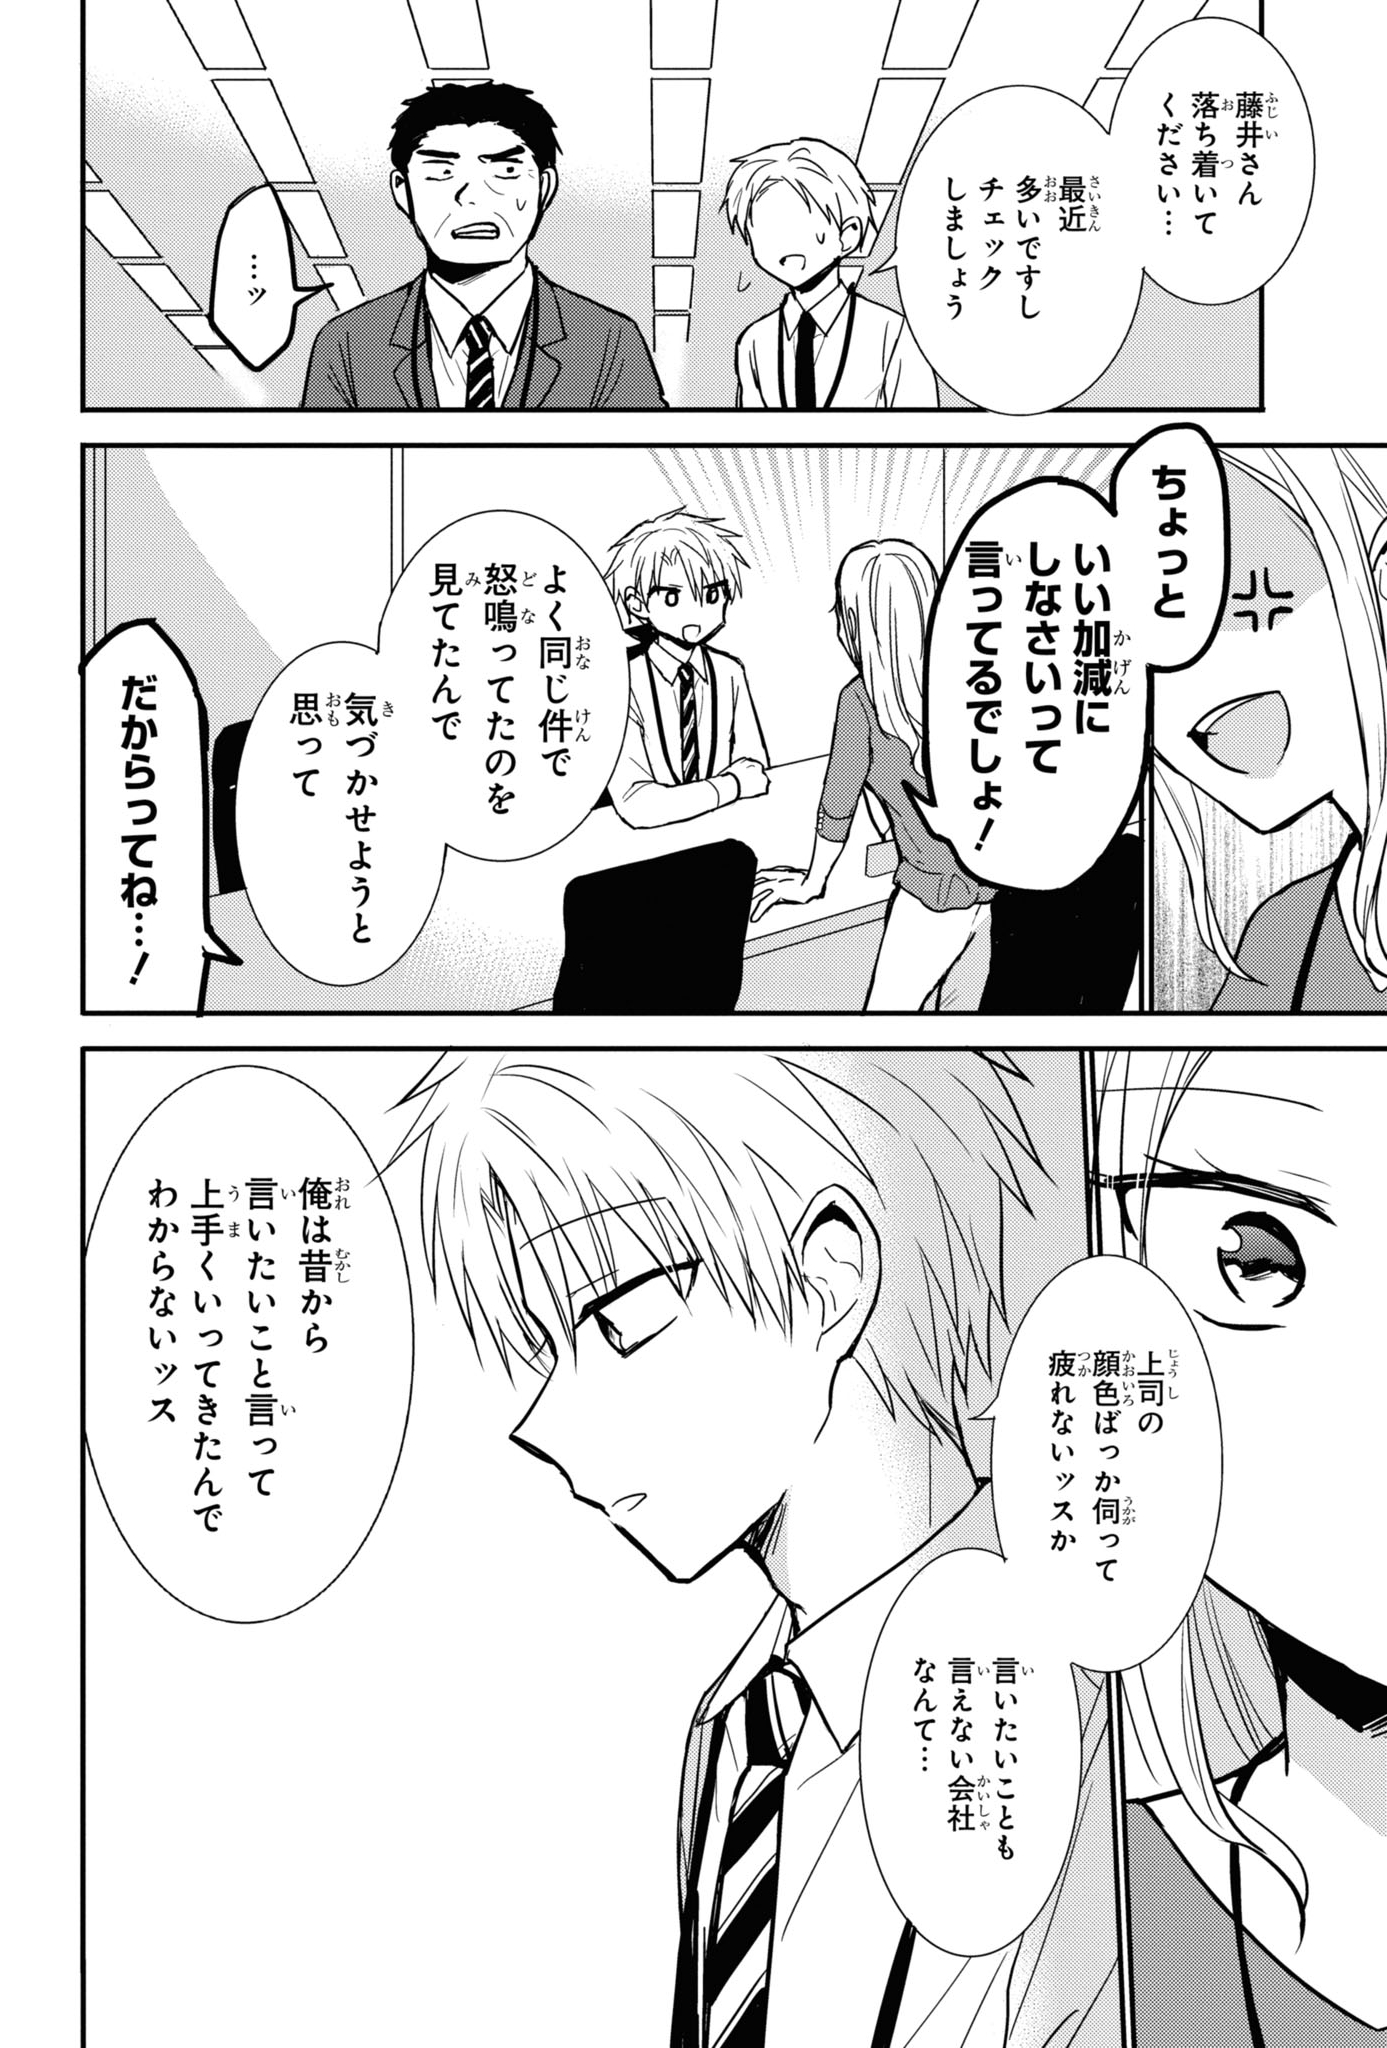 藤井さん
落ち着いて
ください…
最近
多いですし
チェック
しましょう
…ッ
ちょっと
いい加減に
しなさいって
言ってるでしょ!
よく同じ件で
怒鳴ってたのを
見てたんで
気づかせようと
思って
だからってね…!
上司の
顔色ばっか伺って
疲れないッスか
言いたいことも
言えない会社
なんて…
俺は昔から
言いたいこと言って
上手くいってきたんで
わからないッス